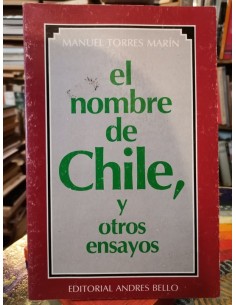 MANUEL TORRES MARIN
el
nombre de
Chile,
y
otros
ensayos
EDITORIAL ANDRES BELLO